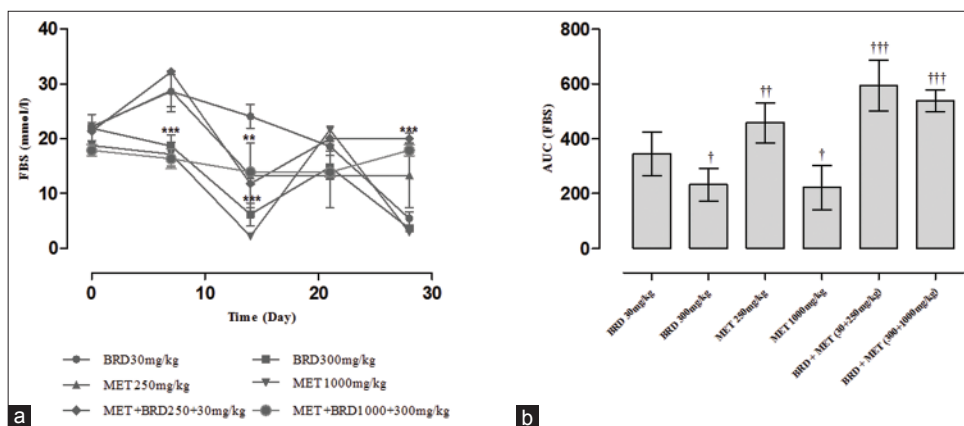 40
30
20
10
0
FBS (mmol/l)
***
**
***
***
0
10
20
30
Time (Day)
BRD30mg/kg
BRD300mg/kg
MET250mg/kg
MET1000mg/kg
MET+BRD250+30mg/kg
MET+BRD1000+300mg/kg
a
800
600
400
200
0
AUC (FBS)
†
††
†
†††
†††
BRD 30mg/kg
BRD 300mg/kg
MET 250mg/kg
MET 1000mg/kg
BRD + MET (30+250mg/kg)
BRD + MET (300+1000mg/kg)
b